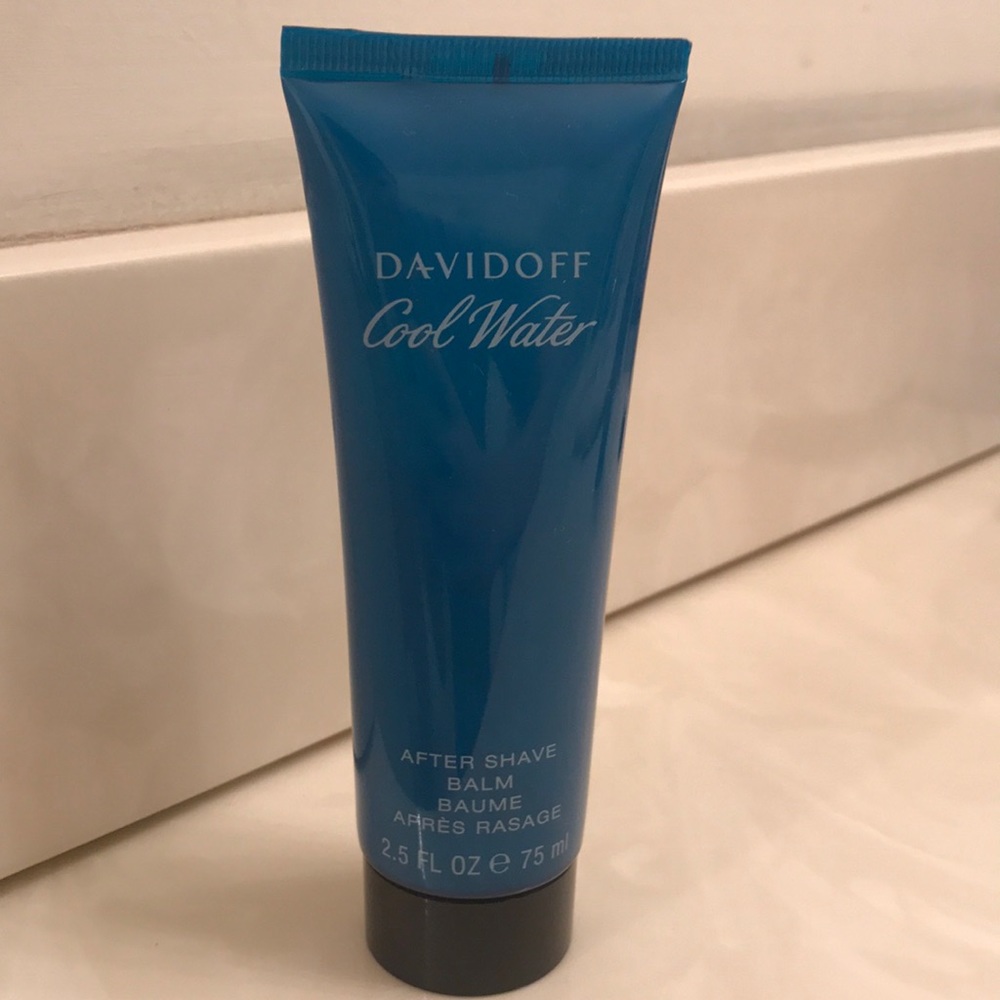 DAVIDOFF
Cool Water
AFTER SHAVE
BALM
BAUME
APRÈS RASAGE
2.5 FL OZ ℮ 75 ml